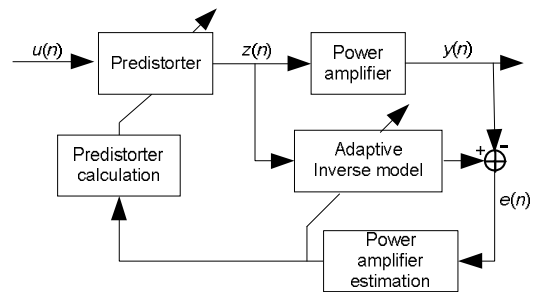 u(n)
Predistorter
z(n)
Power
amplifier
y(n)
Predistorter
calculation
Adaptive
Inverse model
+
-
e(n)
Power
amplifier
estimation